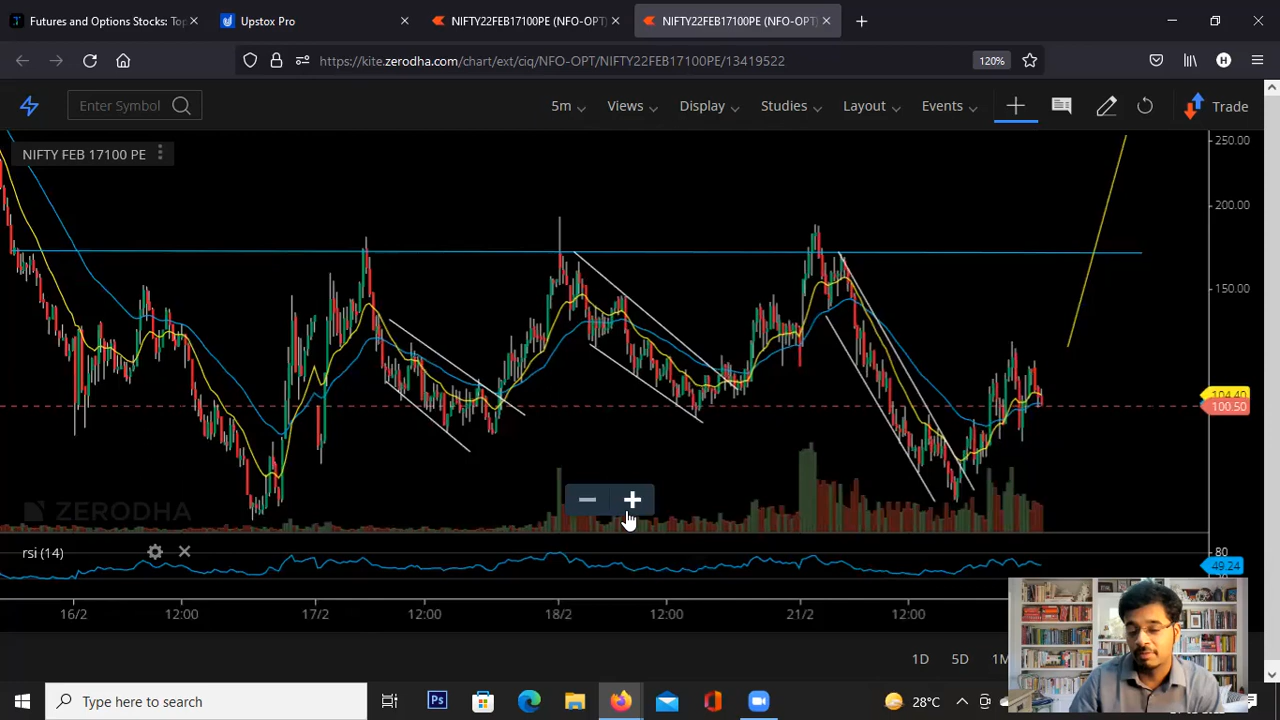 Futures and Options Stocks: To
Upstox Pro
NIFTY22FEB17100PE (NFO-OPT)
NIFTY22FEB17100PE (NFO-OPT)
https://kite.zerodha.com/chart/ext/ciq/NFO-OPT/NIFTY22FEB17100PE/13419522
120%
H
Enter Symbol
5m
Views
Display
Studies
Layout
Events
Trade
NIFTY FEB 17100 PE
250.00
200.00
150.00
104.40
100.50
ZERODHA
rsi (14)
80
49.24
16/2
12:00
17/2
12:00
18/2
12:00
21/2
12:00
1D
5D
1M
Type here to search
Ps
28°C